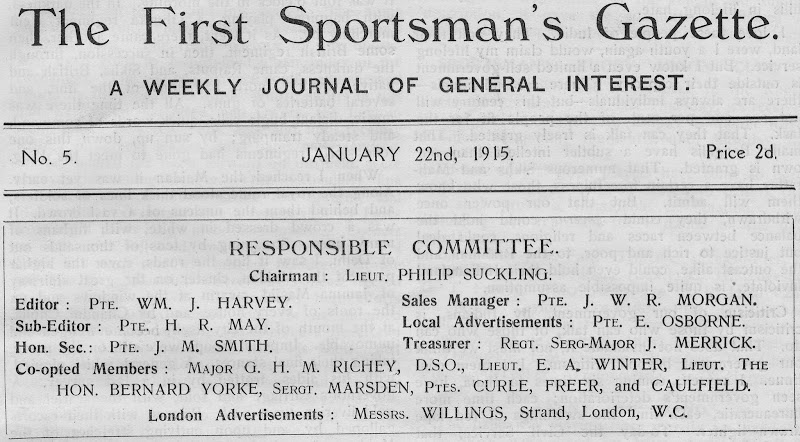 The First Sportsman's Gazette.
A WEEKLY JOURNAL OF GENERAL INTEREST.
No. 5. JANUARY 22nd, 1915. Price 2d.
RESPONSIBLE COMMITTEE.
Chairman : LIEUT. PHILIP SUCKLING.
Editor : PTE. WM. J. HARVEY. Sales Manager : PTE. J. W. R. MORGAN.
Sub-Editor : PTE. H. R. MAY. Local Advertisements : PTE. E. OSBORNE.
Hon. Sec.: PTE. J. M. SMITH. Treasurer : REGT. SERG-MAJOR J. MERRICK.
Co-opted Members : MAJOR G. H. M. RICHEY, D.S.O., LIEUT. E. A. WINTER, LIEUT. THE
HON. BERNARD YORKE, SERGT. MARSDEN, PTES. CURLE, FREER, and CAULFIELD.
London Advertisements : MESSRS. WILLINGS, Strand, London, W.C.